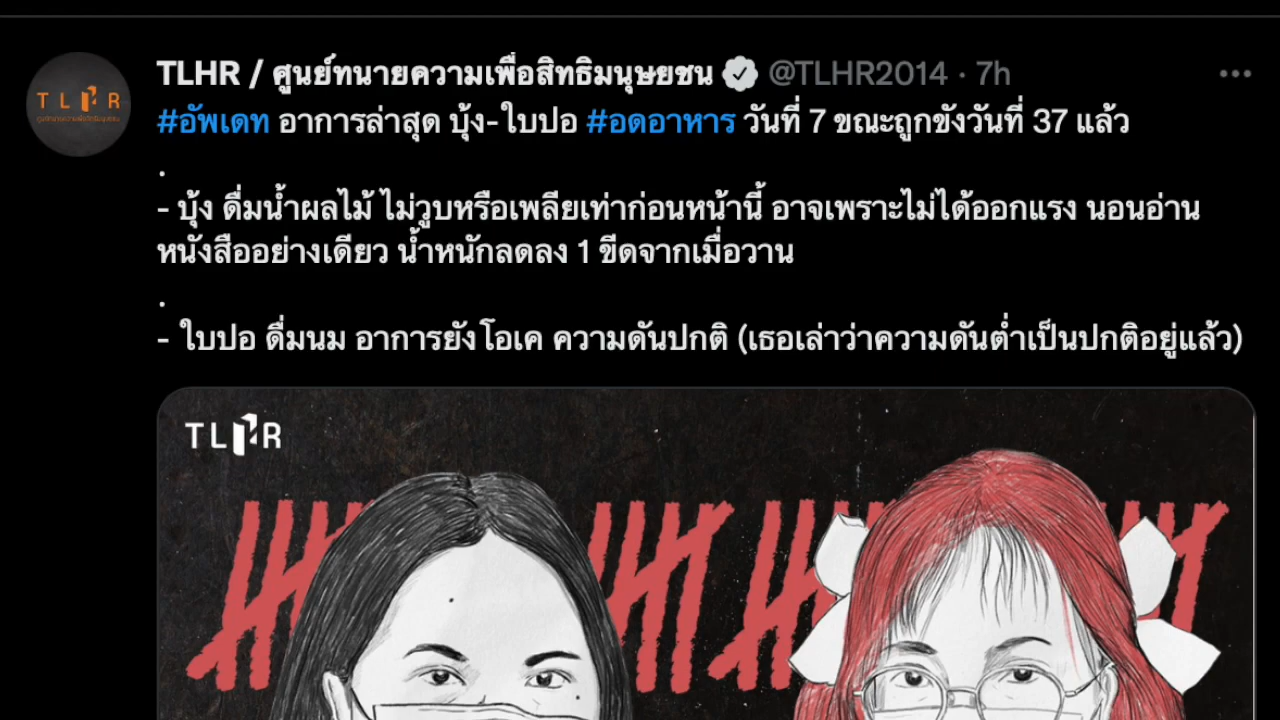 TLHR
TLHR / ศูนย์ทนายความเพื่อสิทธิมนุษยชน @TLHR2014 · 7h
#อัพเดท อาการล่าสุด บุ้ง-ใบปอ #อดอาหาร วันที่ 7 ขณะถูกขังวันที่ 37 แล้ว
.
- บุ้ง ดื่มน้ำผลไม้ ไม่วูบหรือเพลียเท่าก่อนหน้านี้ อาจเพราะไม่ได้ออกแรง นอนอ่าน
หนังสืออย่างเดียว น้ำหนักลดลง 1 ขีดจากเมื่อวาน
.
- ใบปอ ดื่มนม อาการยังโอเค ความดันปกติ (เธอเล่าว่าความดันต่ำเป็นปกติอยู่แล้ว)
TLHR